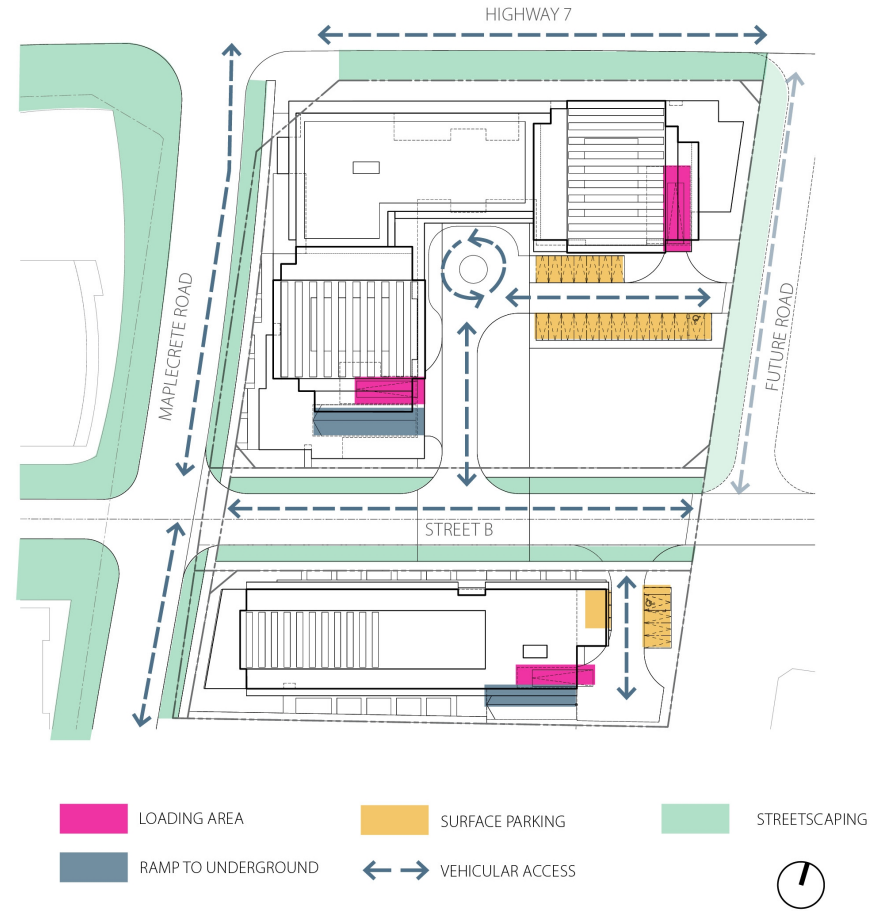 HIGHWAY 7
MAPLECRETE ROAD
FUTURE ROAD
STREET B
LOADING AREA
SURFACE PARKING
STREETSCAPING
RAMP TO UNDERGROUND
VEHICULAR ACCESS